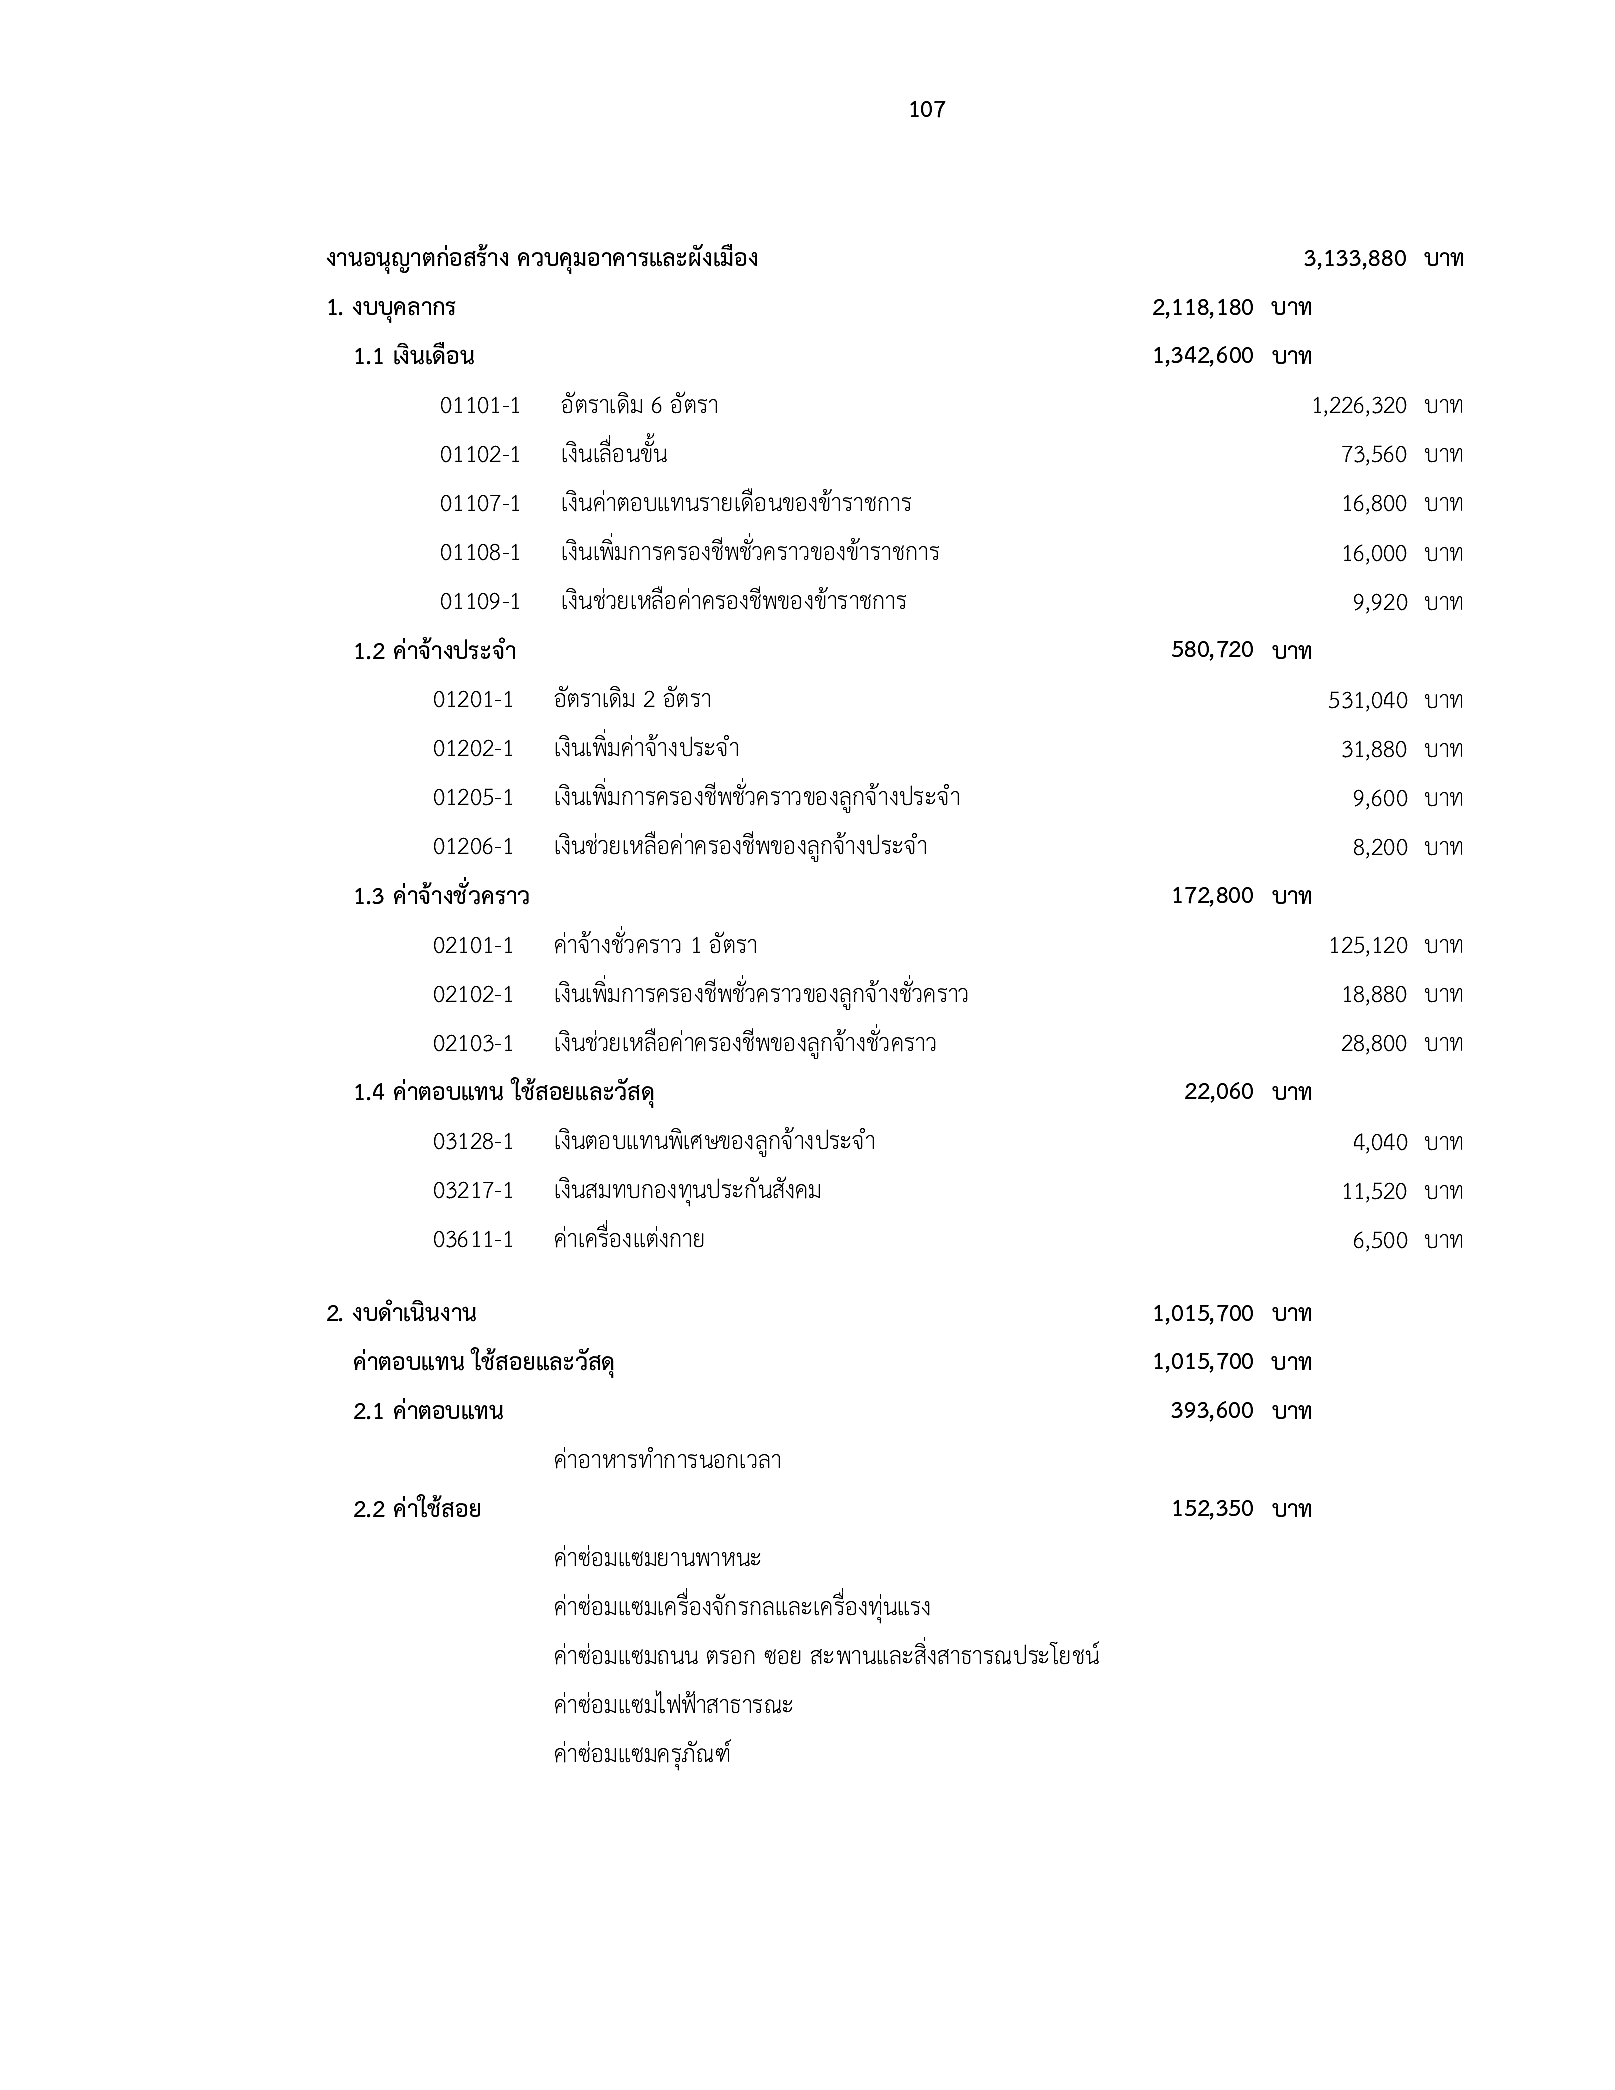 107
งานอนุญาตก่อสร้าง ควบคุมอาคารและผังเมือง 3,133,880 บาท
1. งบบุคลากร 2,118,180 บาท
1.1 เงินเดือน 1,342,600 บาท
01101-1 อัตราเดิม 6 อัตรา 1,226,320 บาท
01102-1 เงินเลื่อนขั้น 73,560 บาท
01107-1 เงินค่าตอบแทนรายเดือนของข้าราชการ 16,800 บาท
01108-1 เงินเพิ่มการครองชีพชั่วคราวของข้าราชการ 16,000 บาท
01109-1 เงินช่วยเหลือค่าครองชีพของข้าราชการ 9,920 บาท
1.2 ค่าจ้างประจำ 580,720 บาท
01201-1 อัตราเดิม 2 อัตรา 531,040 บาท
01202-1 เงินเพิ่มค่าจ้างประจำ 31,880 บาท
01205-1 เงินเพิ่มการครองชีพชั่วคราวของลูกจ้างประจำ 9,600 บาท
01206-1 เงินช่วยเหลือค่าครองชีพของลูกจ้างประจำ 8,200 บาท
1.3 ค่าจ้างชั่วคราว 172,800 บาท
02101-1 ค่าจ้างชั่วคราว 1 อัตรา 125,120 บาท
02102-1 เงินเพิ่มการครองชีพชั่วคราวของลูกจ้างชั่วคราว 18,880 บาท
02103-1 เงินช่วยเหลือค่าครองชีพของลูกจ้างชั่วคราว 28,800 บาท
1.4 ค่าตอบแทน ใช้สอยและวัสดุ 22,060 บาท
03128-1 เงินตอบแทนพิเศษของลูกจ้างประจำ 4,040 บาท
03217-1 เงินสมทบกองทุนประกันสังคม 11,520 บาท
03611-1 ค่าเครื่องแต่งกาย 6,500 บาท
2. งบดำเนินงาน 1,015,700 บาท
ค่าตอบแทน ใช้สอยและวัสดุ 1,015,700 บาท
2.1 ค่าตอบแทน 393,600 บาท
ค่าอาหารทำการนอกเวลา
2.2 ค่าใช้สอย 152,350 บาท
ค่าซ่อมแซมยานพาหนะ
ค่าซ่อมแซมเครื่องจักรกลและเครื่องทุ่นแรง
ค่าซ่อมแซมถนน ตรอก ซอย สะพานและสิ่งสาธารณประโยชน์
ค่าซ่อมแซมไฟฟ้าสาธารณะ
ค่าซ่อมแซมครุภัณฑ์